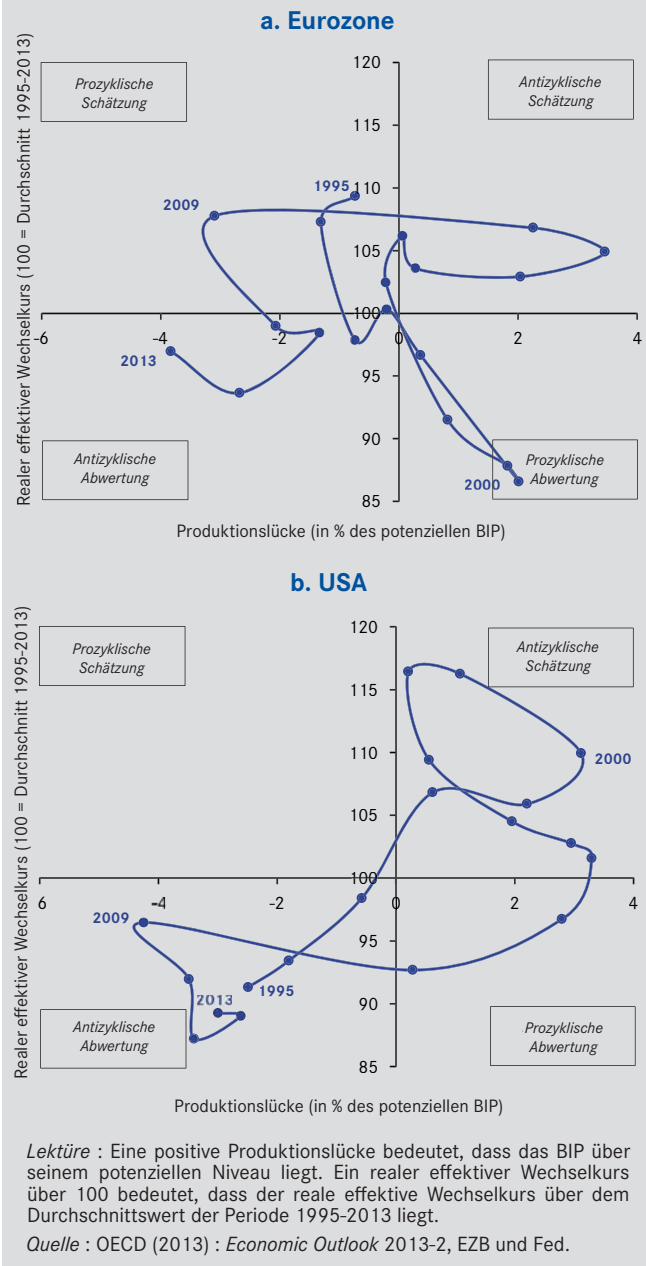 a. Eurozone
Realer effektiver Wechselkurs (100 = Durchschnitt 1995-2013)
120
Prozyklische
Schätzung
Antizyklische
Schätzung
115
110
1995
2009
105
100
-6
-4
-2
0
2
4
2013
95
90
Antizyklische
Abwertung
Prozyklische
Abwertung
2000
85
Produktionslücke (in % des potenziellen BIP)
b. USA
Realer effektiver Wechselkurs (100 = Durchschnitt 1995-2013)
120
Prozyklische
Schätzung
Antizyklische
Schätzung
115
110
2000
105
100
6
-4
-2
0
2
4
2009
95
1995
2013
90
Antizyklische
Abwertung
Prozyklische
Abwertung
85
Produktionslücke (in % des potenziellen BIP)
Lektüre : Eine positive Produktionslücke bedeutet, dass das BIP über
seinem potenziellen Niveau liegt. Ein realer effektiver Wechselkurs
über 100 bedeutet, dass der reale effektive Wechselkurs über dem
Durchschnittswert der Periode 1995-2013 liegt.
Quelle : OECD (2013) : Economic Outlook 2013-2, EZB und Fed.